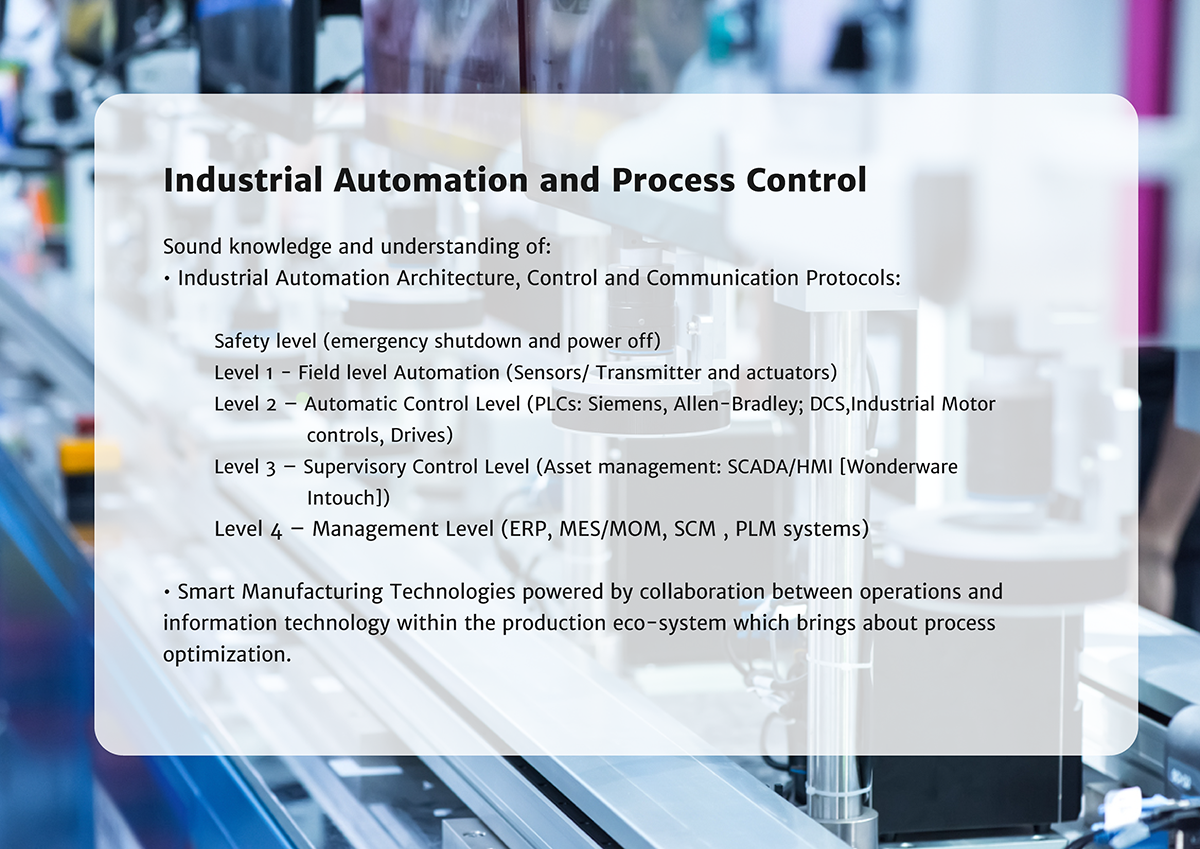 Industrial Automation and Process Control
Sound knowledge and understanding of:
• Industrial Automation Architecture, Control and Communication Protocols:
Safety level (emergency shutdown and power off)
Level 1 - Field level Automation (Sensors/ Transmitter and actuators)
Level 2 – Automatic Control Level (PLCs: Siemens, Allen-Bradley; DCS,Industrial Motor
controls, Drives)
Level 3 – Supervisory Control Level (Asset management: SCADA/HMI [Wonderware
Intouch])
Level 4 – Management Level (ERP, MES/MOM, SCM , PLM systems)
• Smart Manufacturing Technologies powered by collaboration between operations and
information technology within the production eco-system which brings about process
optimization.